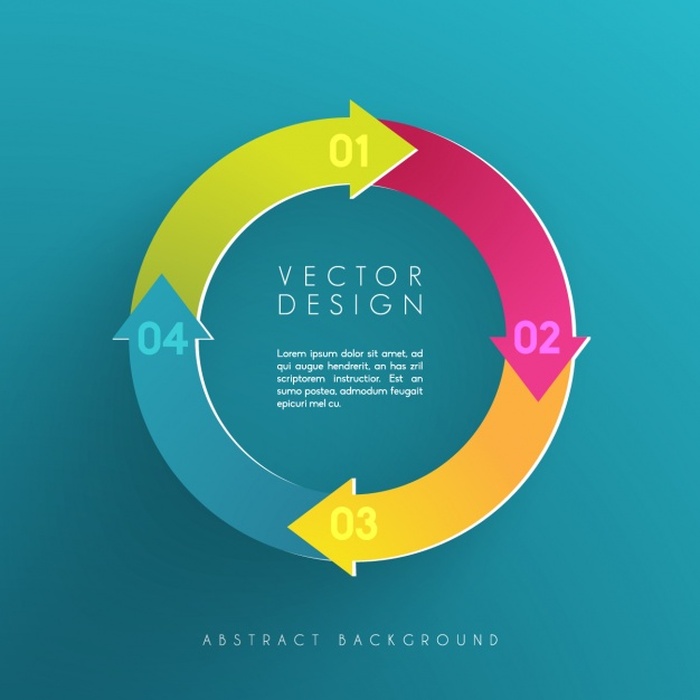 01
VECTOR
DESIGN
02
04
Lorem ipsum dolor sit amet, ad
qui augue hendrerit, an has zril
scriptorem instructior. Est an
sumo postea, admodum feugait
epicuri mel cu.
03
ABSTRACT BACKGROUND